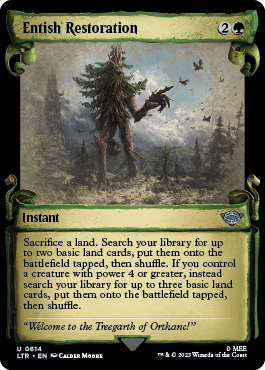 Entish Restoration 2
Instant
Sacrifice a land. Search your library for up
to two basic land cards, put them onto the
battlefield tapped, then shuffle. If you control
a creature with power 4 or greater, instead
search your library for up to three basic land
cards, put them onto the battlefield tapped,
then shuffle.
“Welcome to the Treegarth of Orthanc!”
U 0614
LTR • EN CALDER MOORE
© MEE
™ & © 2023 Wizards of the Coast